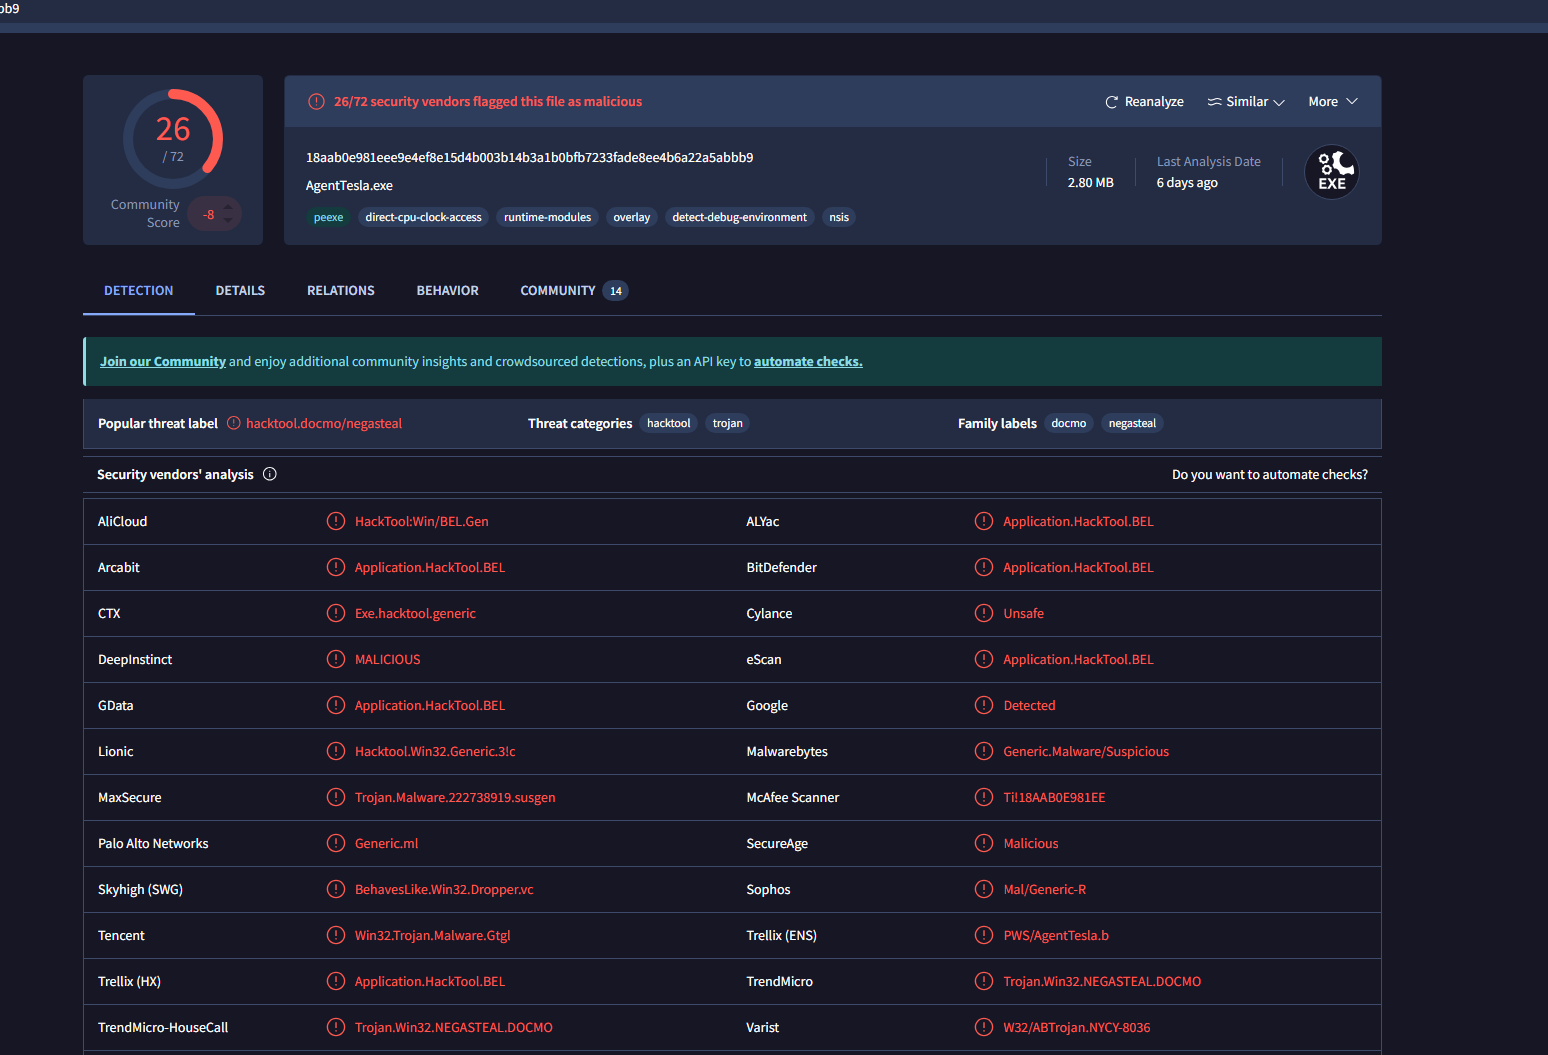 bb9
26
/ 72
Community
Score
-8
26/72 security vendors flagged this file as malicious
Reanalyze
Similar
More
18aab0e981eee9e4ef8e15d4b003b14b3a1b0bfb7233fade8ee4b6a22a5abbb9
AgentTesla.exe
peexe direct-cpu-clock-access runtime-modules overlay detect-debug-environment nsis
Size
2.80 MB
Last Analysis Date
6 days ago
EXE
DETECTION DETAILS RELATIONS BEHAVIOR COMMUNITY 14
Join our Community and enjoy additional community insights and crowdsourced detections, plus an API key to automate checks.
Popular threat label hacktool.docmo/negasteal Threat categories hacktool trojan Family labels docmo negasteal
Security vendors' analysis Do you want to automate checks?
AliCloud HackTool:Win/BEL.Gen ALYac Application.HackTool.BEL
Arcabit Application.HackTool.BEL BitDefender Application.HackTool.BEL
CTX Exe.hacktool.generic Cylance Unsafe
DeepInstinct MALICIOUS eScan Application.HackTool.BEL
GData Application.HackTool.BEL Google Detected
Lionic Hacktool.Win32.Generic.3!c Malwarebytes Generic.Malware/Suspicious
MaxSecure Trojan.Malware.222738919.susgen McAfee Scanner Ti!18AAB0E981EE
Palo Alto Networks Generic.ml SecureAge Malicious
Skyhigh (SWG) BehavesLike.Win32.Dropper.vc Sophos Mal/Generic-R
Tencent Win32.Trojan.Malware.Gtgl Trellix (ENS) PWS/AgentTesla.b
Trellix (HX) Application.HackTool.BEL TrendMicro Trojan.Win32.NEGASTEAL.DOCMO
TrendMicro-HouseCall Trojan.Win32.NEGASTEAL.DOCMO Varist W32/ABTrojan.NYCY-8036